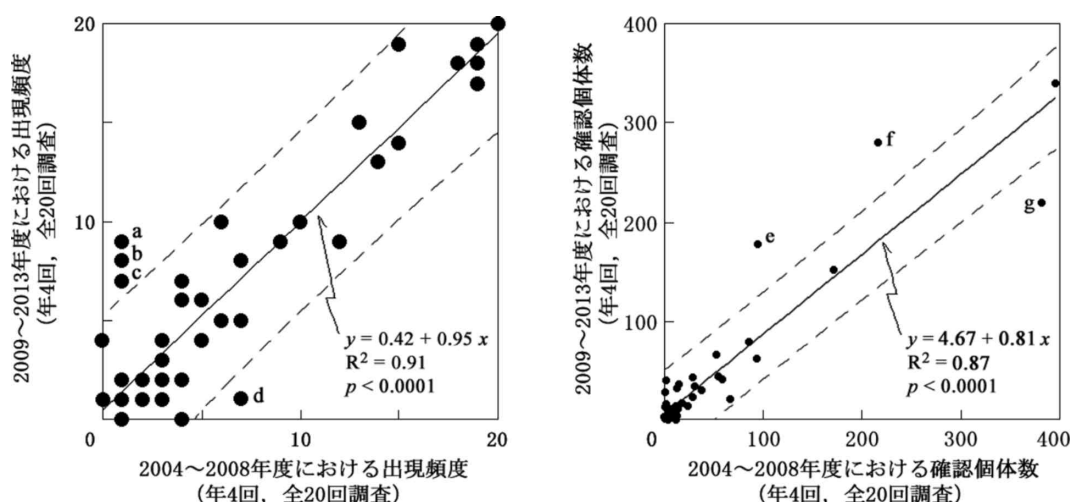 20
10
0
10
20
2009～2013年度における出現頻度
(年4回，全20回調査)
a
b
c
d
y = 0.42 + 0.95 x
R² = 0.91
p < 0.0001
2004～2008年度における出現頻度
(年4回，全20回調査)
400
300
200
100
0
0
100
200
300
400
2009～2013年度における確認個体数
(年4回，全20回調査)
f
g
e
y = 4.67 + 0.81 x
R² = 0.87
p < 0.0001
2004～2008年度における確認個体数
(年4回，全20回調査)